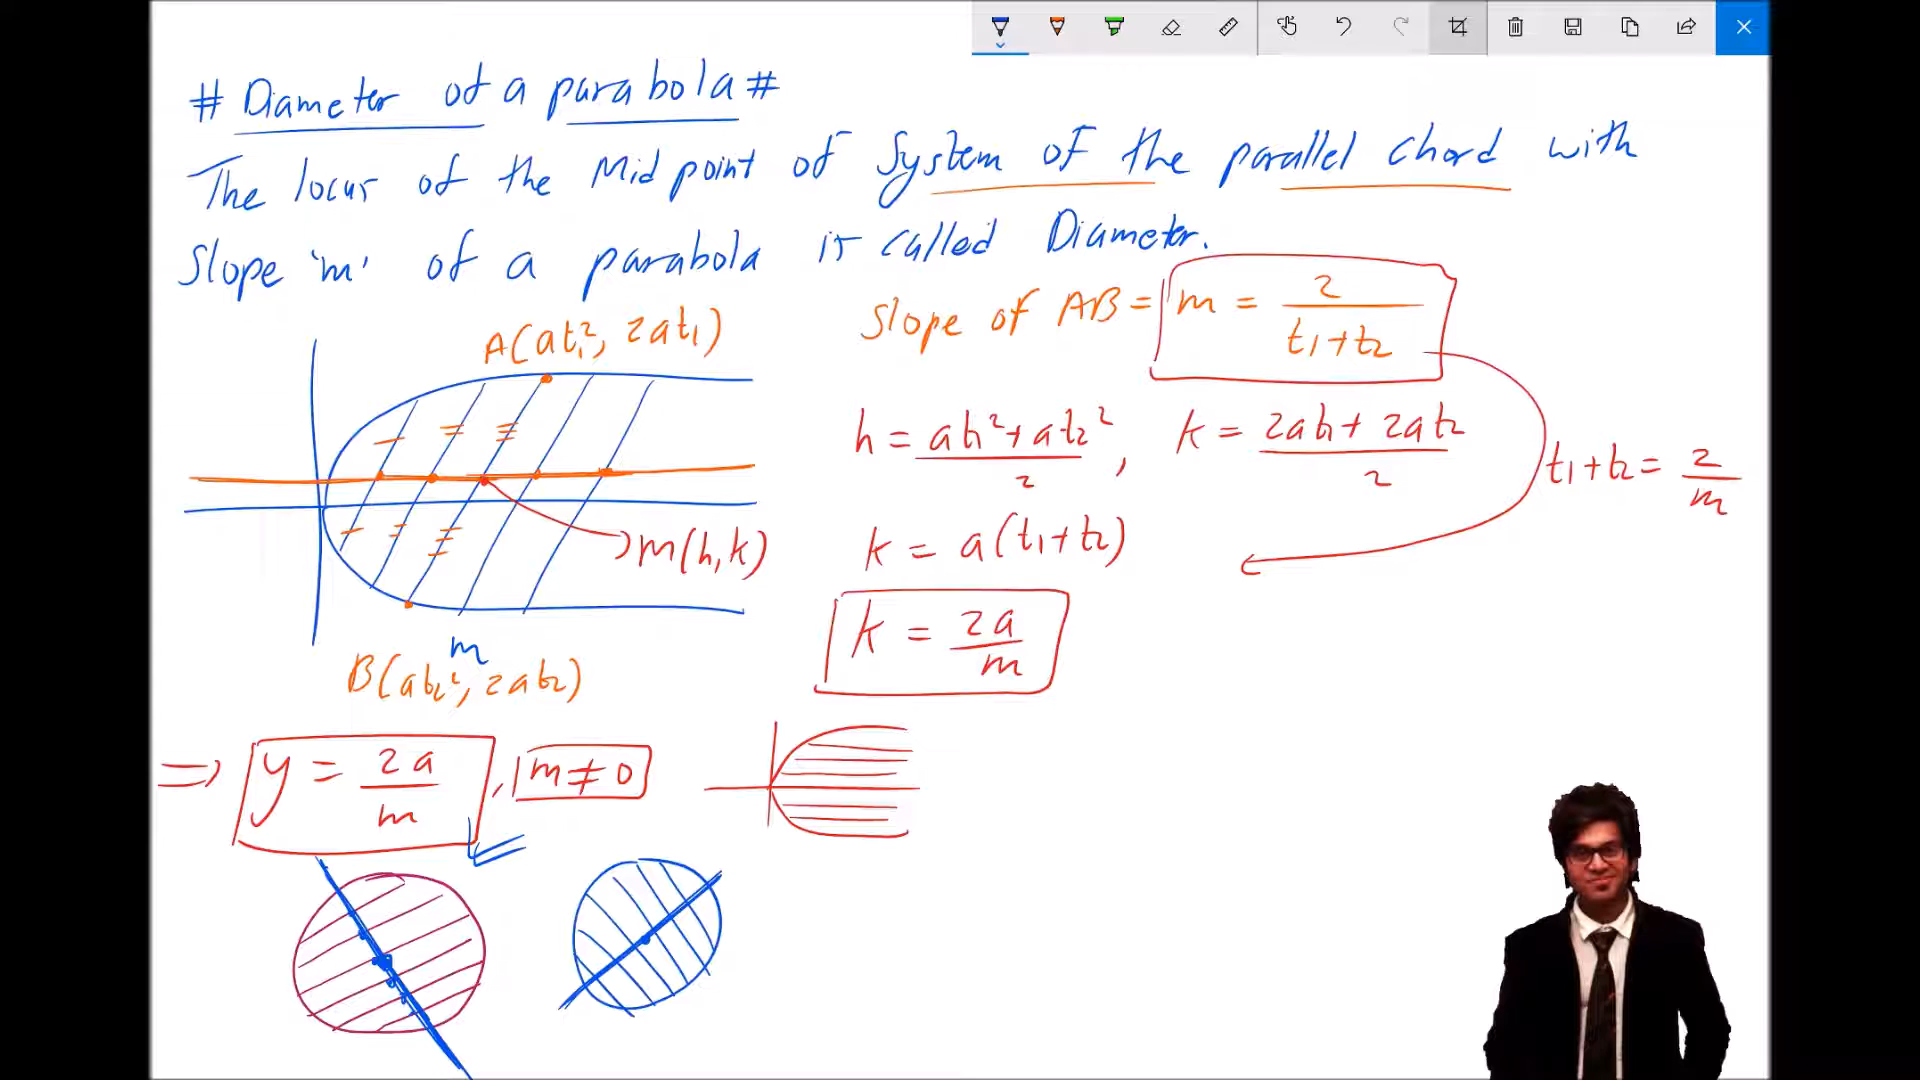 # Diameter of a parabola #
The locus of the Mid point of System of the parallel chord with
Slope 'm' of a parabola is called Diameter.
Slope of AB = m = 2/(t₁+t₂)
A(at₁², 2at₁)
h = (at₁²+at₂²)/2, k = (2at₁+2at₂)/2
t₁+t₂ = 2/m
m(h,k)
k = a(t₁+t₂)
k = 2a/m
m
B(at₂², 2at₂)
⇒ y = 2a/m, m≠0